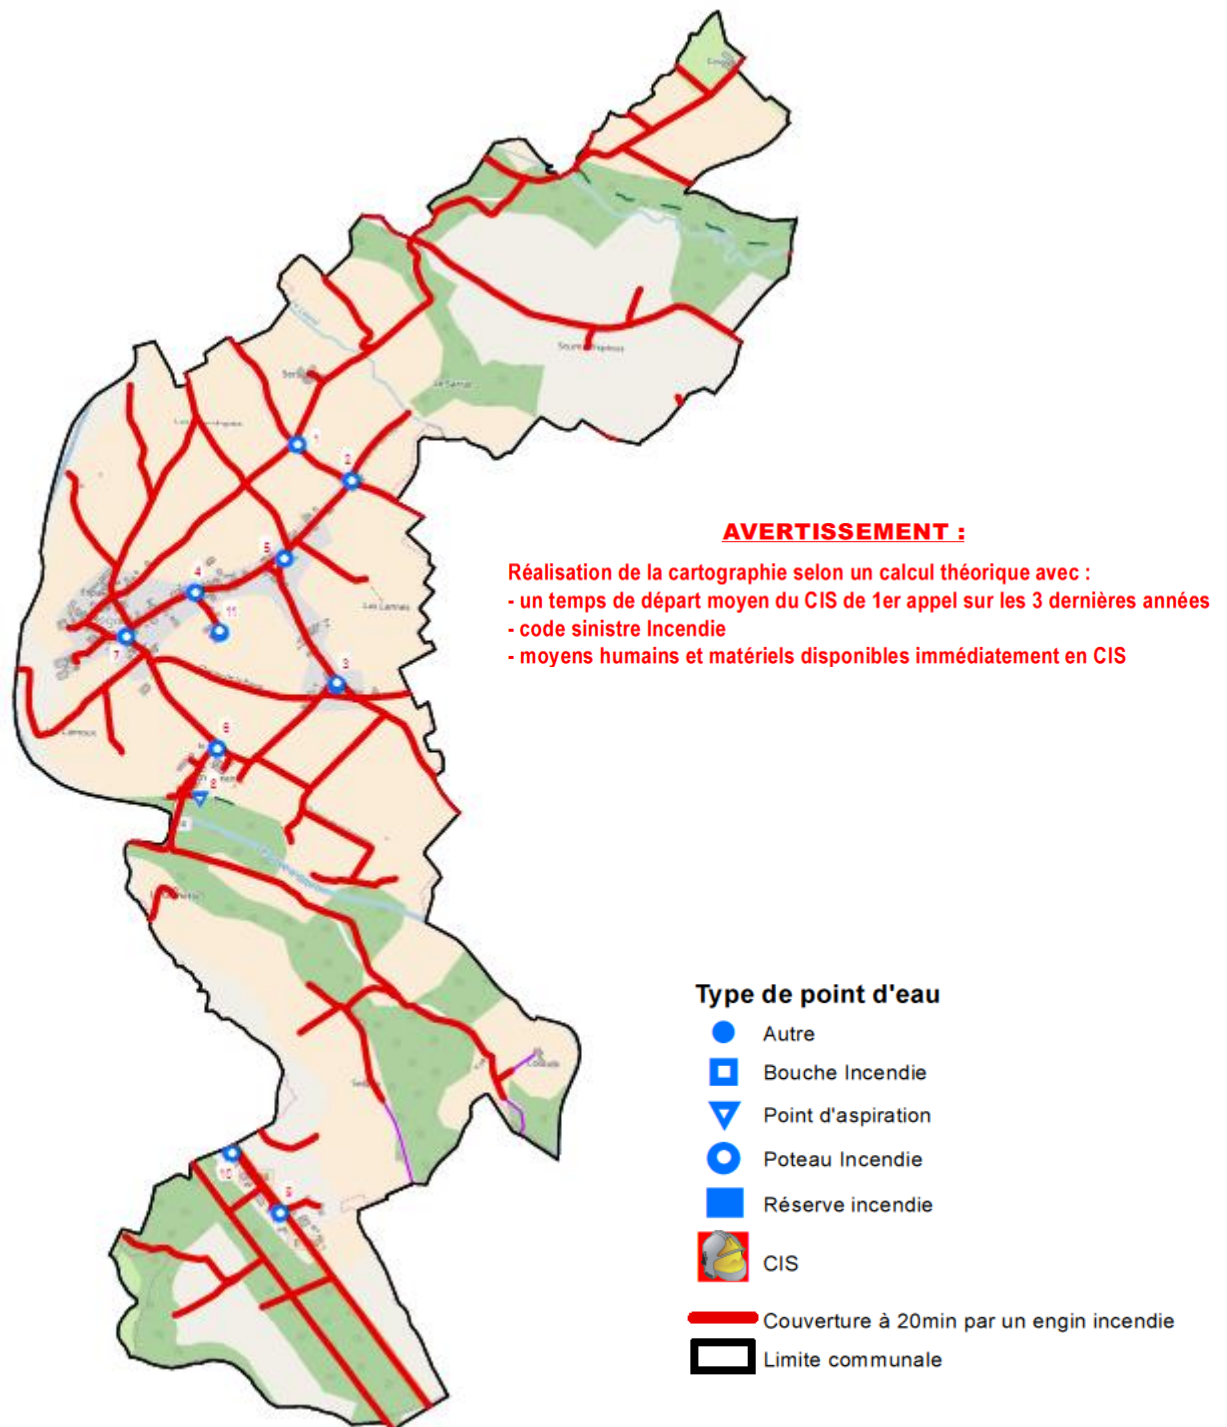 1
2
5
4
11
7
3
6
8
Les Lannes
10
9
AVERTISSEMENT :
Réalisation de la cartographie selon un calcul théorique avec :
- un temps de départ moyen du CIS de 1er appel sur les 3 dernières années
- code sinistre Incendie
- moyens humains et matériels disponibles immédiatement en CIS
Type de point d'eau
Autre
Bouche Incendie
Point d'aspiration
Poteau Incendie
Réserve incendie
CIS
Couverture à 20min par un engin incendie
Limite communale